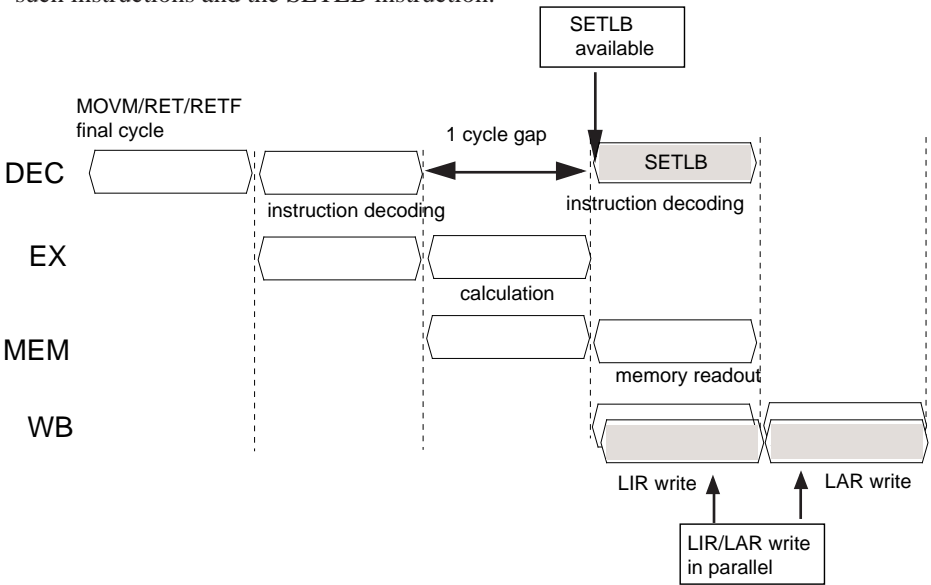 such instructions and the SETLB instruction.
SETLB
available
MOVM/RET/RETF
final cycle
1 cycle gap
DEC
SETLB
instruction decoding
instruction decoding
EX
calculation
MEM
memory readout
WB
LIR write
LAR write
LIR/LAR write
in parallel